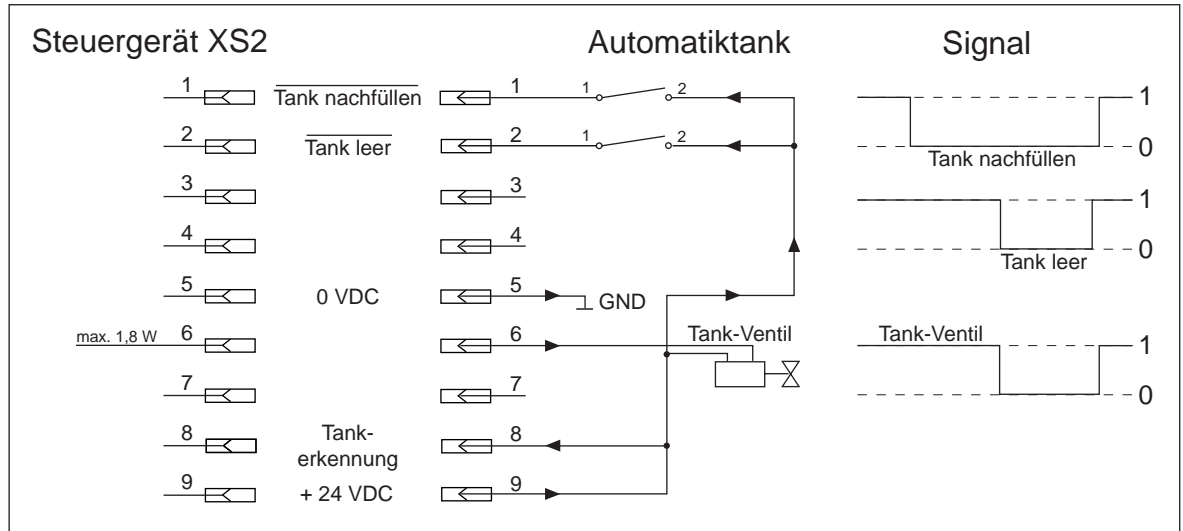 Steuergerät XS2 Automatiktank Signal
1 Tank nachfüllen 1 1 2 1
2 Tank leer 2 1 2 0
Tank nachfüllen
3 3 1
4 4 0
Tank leer
5 0 VDC 5 GND
max. 1,8 W 6 6 Tank-Ventil Tank-Ventil 1
7 7 0
8 Tank- 8
erkennung
9 + 24 VDC 9